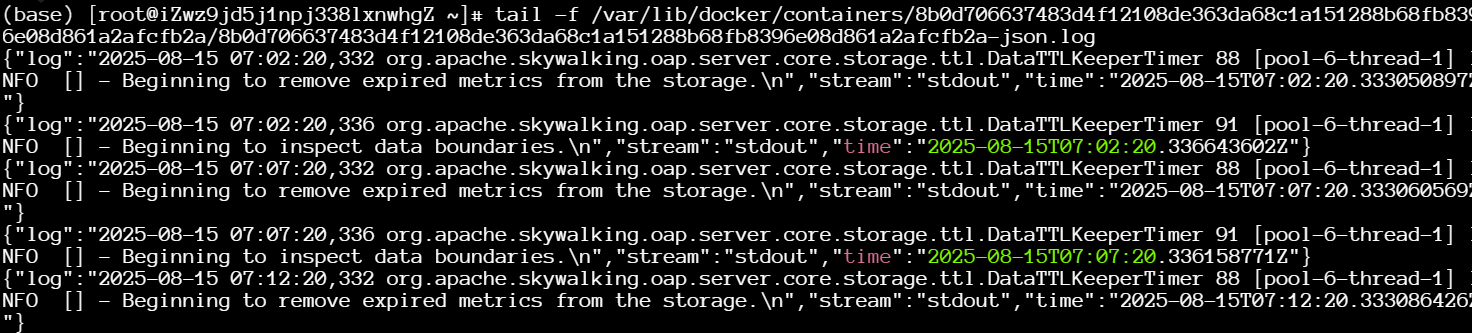 (base) [root@iZwz9jd5j1npj338lxnwhgZ ~]# tail -f /var/lib/docker/containers/8b0d706637483d4f12108de363da68c1a151288b68fb839
6e08d861a2afcfb2a/8b0d706637483d4f12108de363da68c1a151288b68fb8396e08d861a2afcfb2a-json.log
{"log":"2025-08-15 07:02:20,332 org.apache.skywalking.oap.server.core.storage.ttl.DataTTLKeeperTimer 88 [pool-6-thread-1]
NFO  [] - Beginning to remove expired metrics from the storage.\n","stream":"stdout","time":"2025-08-15T07:02:20.333050897Z
"}
{"log":"2025-08-15 07:02:20,336 org.apache.skywalking.oap.server.core.storage.ttl.DataTTLKeeperTimer 91 [pool-6-thread-1]
NFO  [] - Beginning to inspect data boundaries.\n","stream":"stdout","time":"2025-08-15T07:02:20.336643602Z"}
{"log":"2025-08-15 07:07:20,332 org.apache.skywalking.oap.server.core.storage.ttl.DataTTLKeeperTimer 88 [pool-6-thread-1]
NFO  [] - Beginning to remove expired metrics from the storage.\n","stream":"stdout","time":"2025-08-15T07:07:20.333060569Z
"}
{"log":"2025-08-15 07:07:20,336 org.apache.skywalking.oap.server.core.storage.ttl.DataTTLKeeperTimer 91 [pool-6-thread-1]
NFO  [] - Beginning to inspect data boundaries.\n","stream":"stdout","time":"2025-08-15T07:07:20.336158771Z"}
{"log":"2025-08-15 07:12:20,332 org.apache.skywalking.oap.server.core.storage.ttl.DataTTLKeeperTimer 88 [pool-6-thread-1]
NFO  [] - Beginning to remove expired metrics from the storage.\n","stream":"stdout","time":"2025-08-15T07:12:20.333086426Z
"}